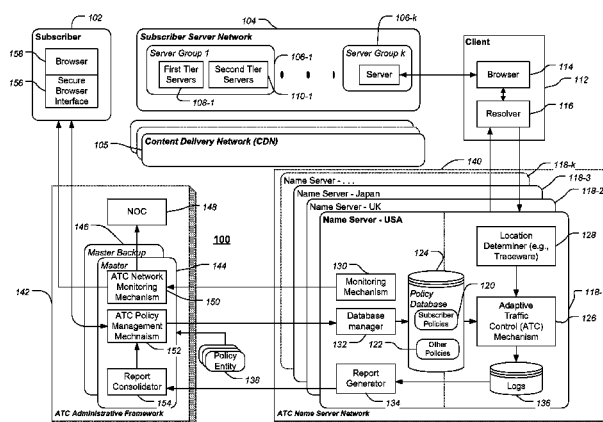 102
Subscriber
158
Browser
156
Secure
Browser
Interface
104
Subscriber Server Network
Server Group 1
First Tier
Servers
Second Tier
Servers
106-1
108-1
110-1
106-k
Server Group k
Server
Client
Browser
114
112
Resolver
116
105
Content Delivery Network (CDN)
140
118-k
118-3
118-2
Name Server - . . .
Name Server - Japan
Name Server - UK
Name Server - USA
124
Location
Determiner (e.g.,
Traceware)
128
130
Monitoring
Mechanism
Policy
Database
120
Subscriber
Policies
122
Other
Policies
118-
Adaptive
Traffic
Control (ATC)
Mechanism
126
Database
manager
132
Report
Generator
134
Logs
136
ATC Name Server Network
NOC
148
100
146
Master Backup
Master
144
142
ATC Network
Monitoring
Mechanism
150
ATC Policy
Management
Mechnaism
152
Policy
Entity
138
Report
Consolidator
154
ATC Administrative Framework